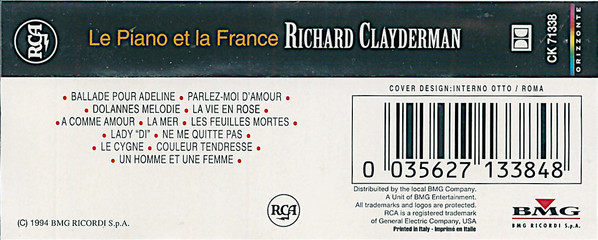 RCA
Le Piano et la France RICHARD CLAYDERMAN
CK 71338
ORIZZONTE
• BALLADE POUR ADELINE • PARLEZ-MOI D'AMOUR •
• DOLANNES MELODIE • LA VIE EN ROSE •
• A COMME AMOUR • LA MER • LES FEUILLES MORTES •
• LADY "DI" • NE ME QUITTE PAS •
• LE CYGNE • COULEUR TENDRESSE •
• UN HOMME ET UNE FEMME •
RCA
(C) 1994 BMG RICORDI S.p.A.
COVER DESIGN:INTERNO OTTO / ROMA
0 035627 133848
Distribuited by the local BMG Company.
A Unit of BMG Entertainment.
All trademarks and logos are protected.
RCA is a registered trademark
of General Electric Company, USA
Printed in Italy - Imprimé en Italie
BMG
BMG RICORDI S.p.A.